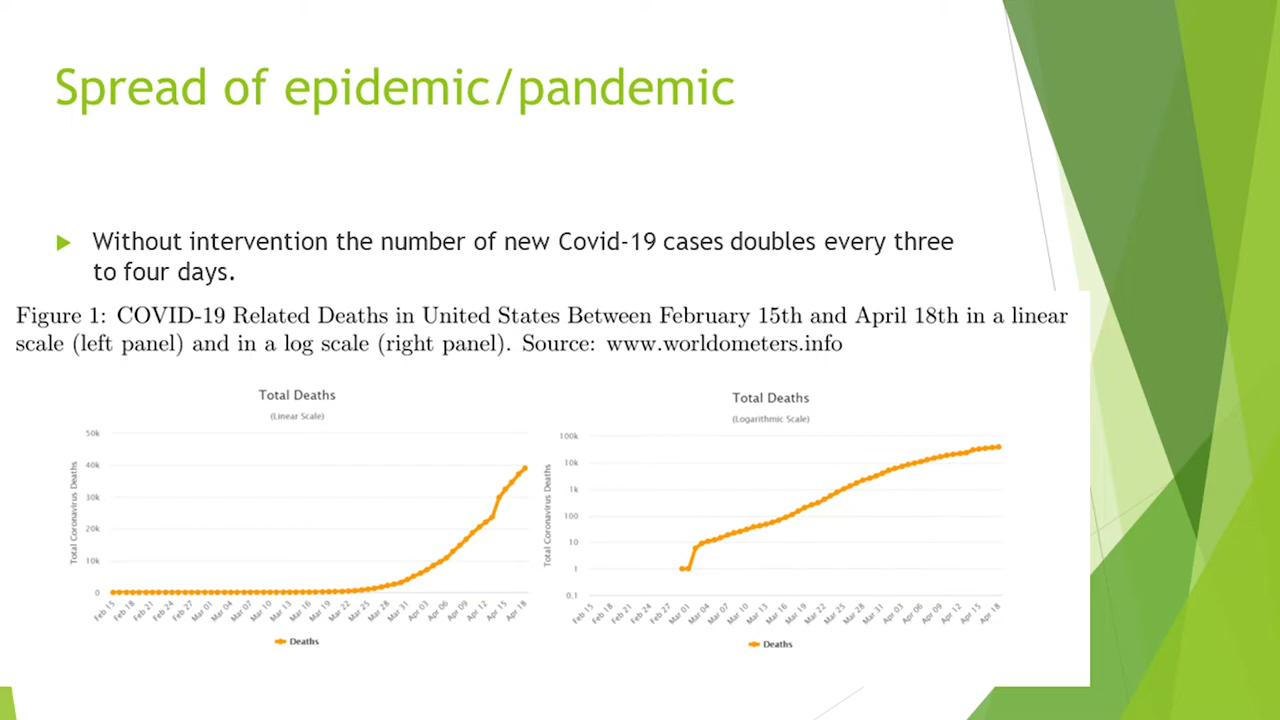 Spread of epidemic/pandemic
Without intervention the number of new Covid-19 cases doubles every three
to four days.
Figure 1: COVID-19 Related Deaths in United States Between February 15th and April 18th in a linear
scale (left panel) and in a log scale (right panel). Source: www.worldometers.info
Total Deaths
(Linear Scale)
Total Coronavirus Deaths
50k
40k
30k
20k
10k
0
Feb 15
Feb 18
Feb 21
Feb 24
Feb 27
Mar 01
Mar 04
Mar 07
Mar 10
Mar 13
Mar 16
Mar 19
Mar 22
Mar 25
Mar 28
Mar 31
Apr 03
Apr 06
Apr 09
Apr 12
Apr 15
Apr 18
Deaths
Total Deaths
(Logarithmic Scale)
Total Coronavirus Deaths
100k
10k
1k
100
10
1
0.1
Feb 15
Feb 18
Feb 21
Feb 24
Feb 27
Mar 01
Mar 04
Mar 07
Mar 10
Mar 13
Mar 16
Mar 19
Mar 22
Mar 25
Mar 28
Mar 31
Apr 03
Apr 06
Apr 09
Apr 12
Apr 15
Apr 18
Deaths